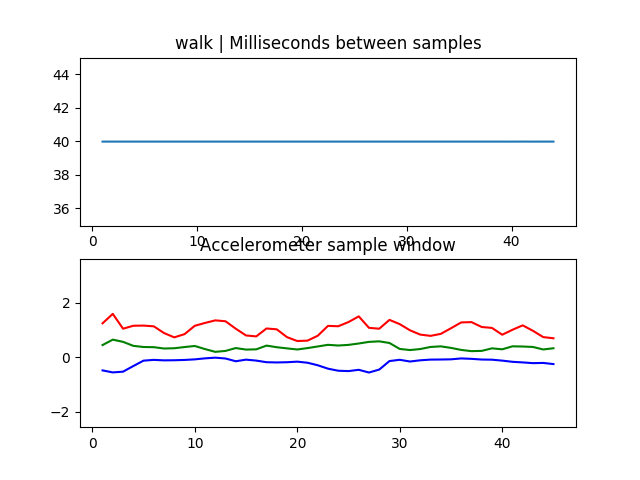 walk | Milliseconds between samples
44
42
40
38
36
0 10 20 30 40
Accelerometer sample window
2
0
−2
0 10 20 30 40